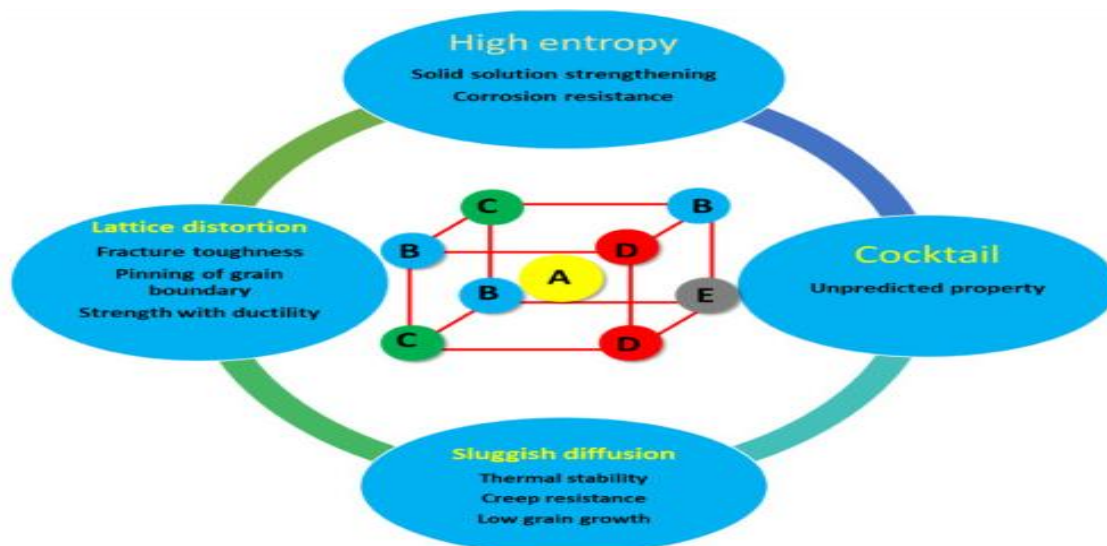 High entropy
Solid solution strengthening
Corrosion resistance
Lattice distortion
Fracture toughness
Pinning of grain
boundary
Strength with ductility
C
B
B
D
A
B
E
C
D
Cocktail
Unpredicted property
Sluggish diffusion
Thermal stability
Creep resistance
Low grain growth